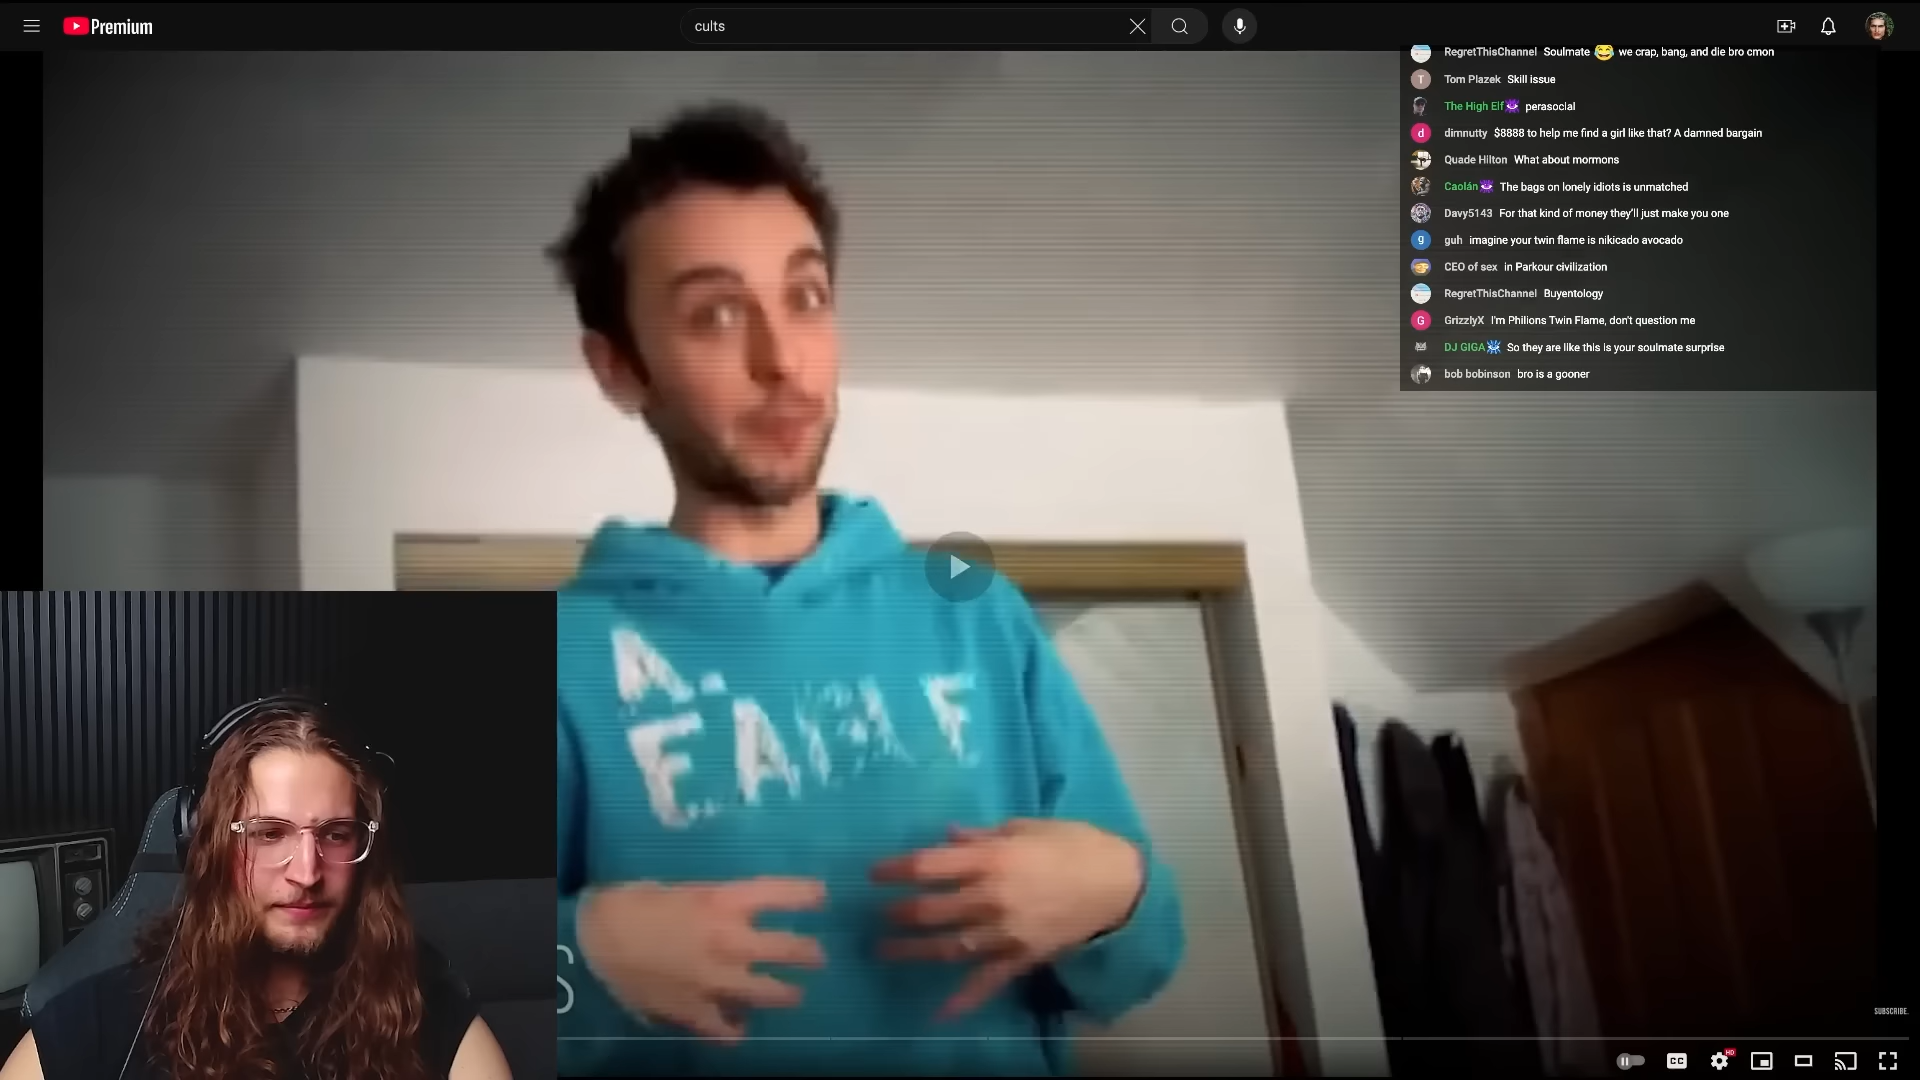 Premium
cults
RegretThisChannel Soulmate 😂 we crap, bang, and die bro cmon
T Tom Plazek Skill issue
The High Elf perasocial
d dimnutty $8888 to help me find a girl like that? A damned bargain
Quade Hilton What about mormons
Caolán The bags on lonely idiots is unmatched
Davy5143 For that kind of money they'll just make you one
g guh imagine your twin flame is nikicado avocado
CEO of sex in Parkour civilization
RegretThisChannel Buyentology
G GrizzlyX I'm Philions Twin Flame, don't question me
DJ GIGA So they are like this is your soulmate surprise
bob bobinson bro is a gooner
A.
EAGLE
S
SUBSCRIBE.
CC
HD